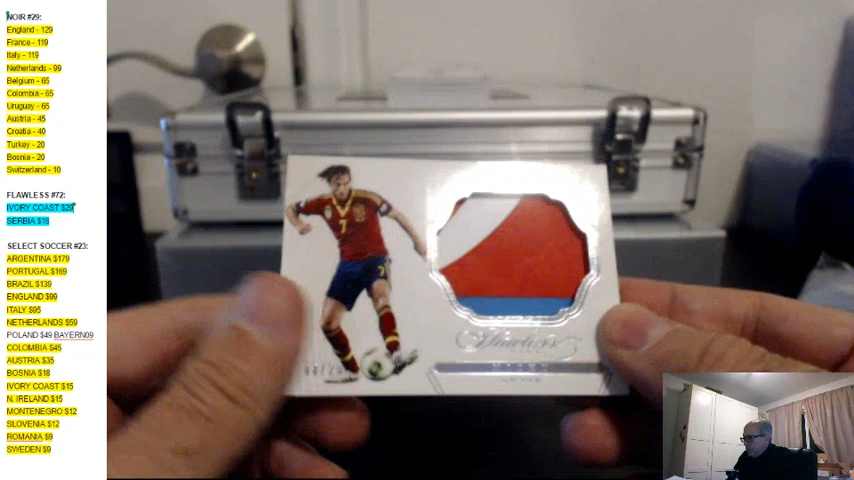 NOIR #29:
England - 129
France - 119
Italy - 119
Netherlands - 99
Belgium - 65
Colombia - 65
Uruguay - 65
Austria - 45
Croatia - 40
Turkey - 20
Bosnia - 20
Switzerland - 10
FLAWLESS #72:
IVORY COAST $29
SERBIA $18
SELECT SOCCER #23:
ARGENTINA $179
PORTUGAL $169
BRAZIL $139
ENGLAND $99
ITALY $95
NETHERLANDS $59
POLAND $49 BAYERN09
COLOMBIA $45
AUSTRIA $35
BOSNIA $18
IVORY COAST $15
N. IRELAND $15
MONTENEGRO $12
SLOVENIA $12
ROMANIA $9
SWEDEN $9
7
Flawless